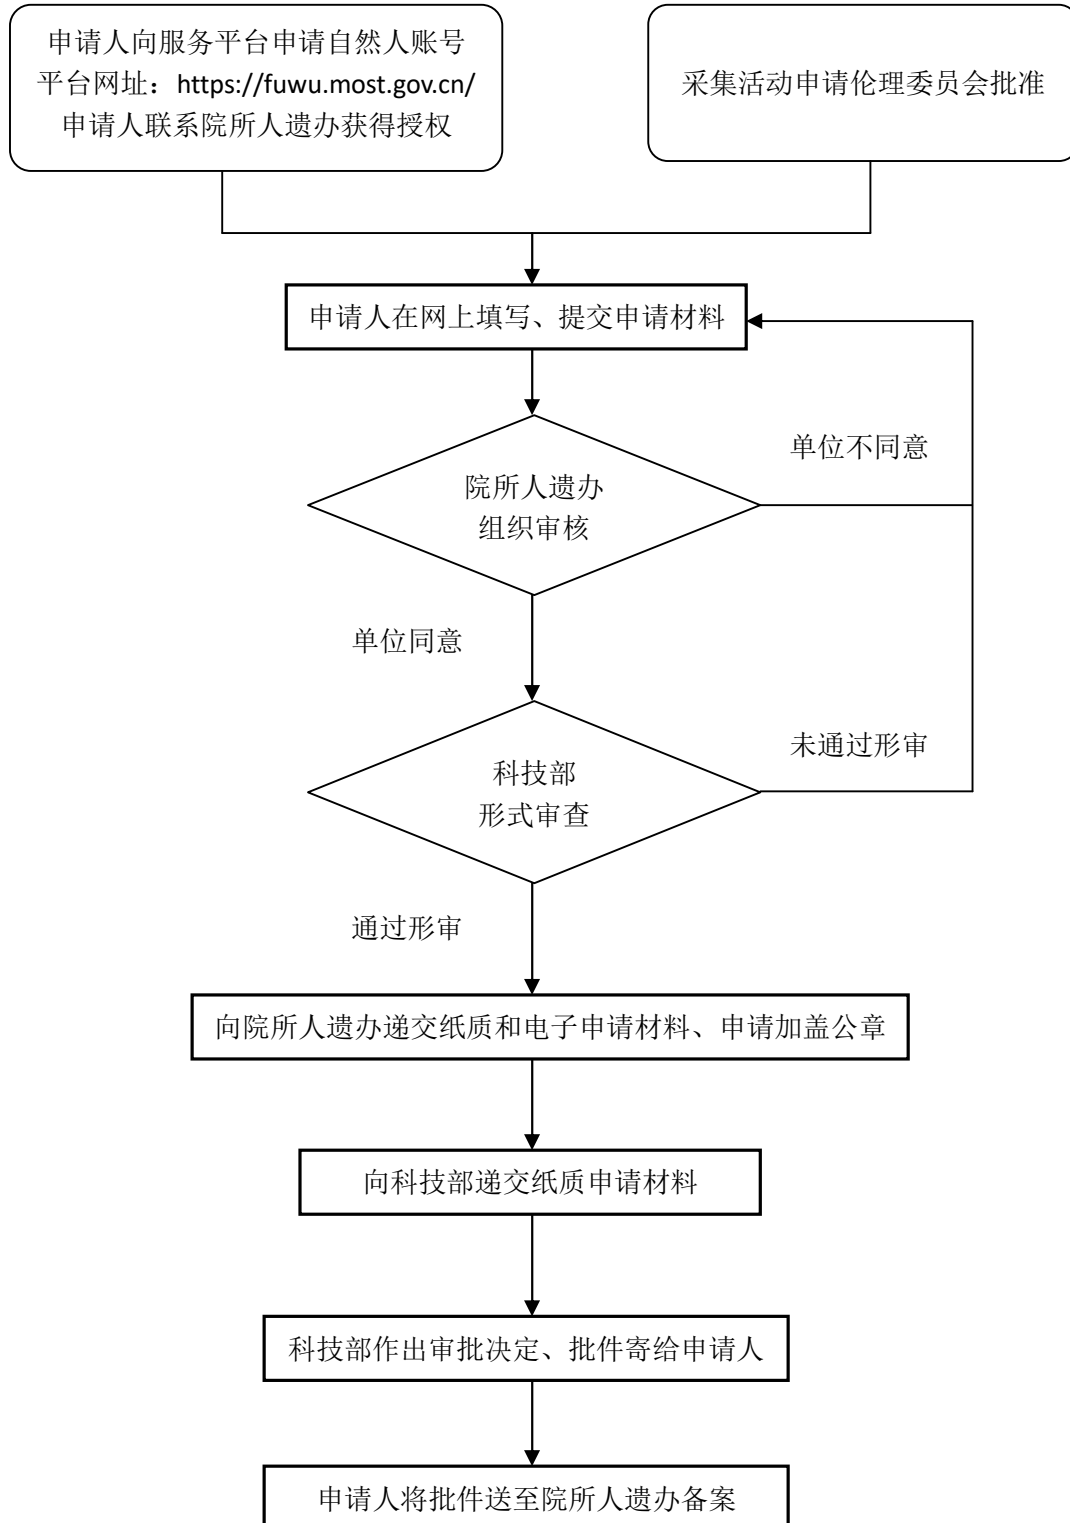 申请人向服务平台申请自然人账号
平台网址：https://fuwu.most.gov.cn/
申请人联系院所人遗办获得授权
采集活动申请伦理委员会批准
申请人在网上填写、提交申请材料
单位不同意
院所人遗办
组织审核
单位同意
未通过形审
科技部
形式审查
通过形审
向院所人遗办递交纸质和电子申请材料、申请加盖公章
向科技部递交纸质申请材料
科技部作出审批决定、批件寄给申请人
申请人将批件送至院所人遗办备案